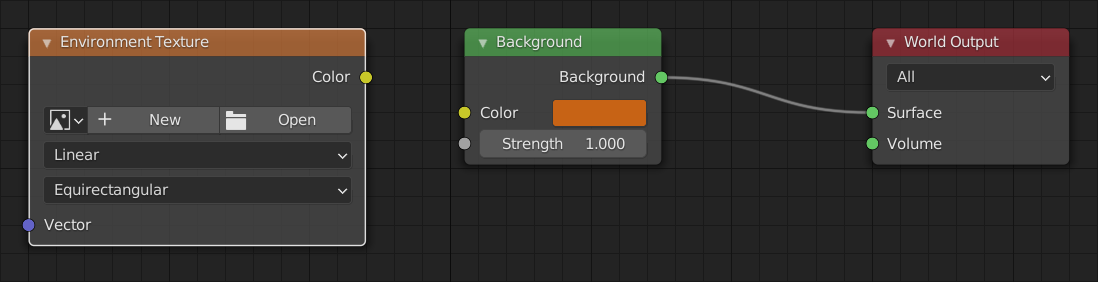 Environment Texture
Color
+ New Open
Linear
Equirectangular
Vector
Background
Background
Color
Strength 1.000
World Output
All
Surface
Volume